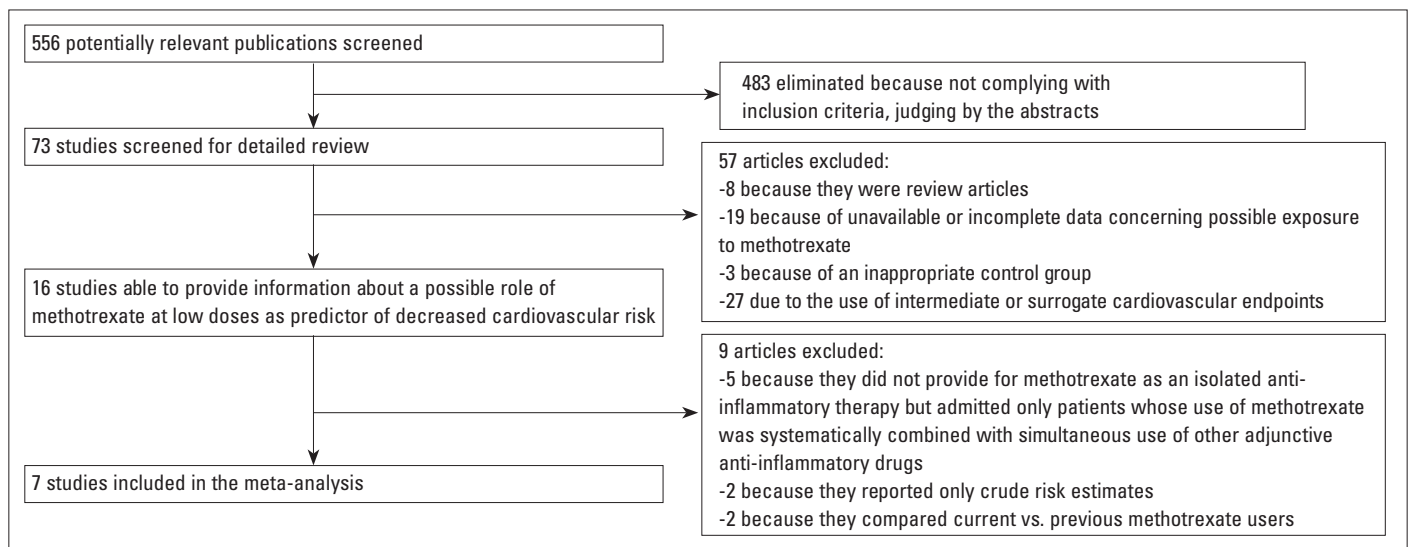 556 potentially relevant publications screened
483 eliminated because not complying with
inclusion criteria, judging by the abstracts
73 studies screened for detailed review
57 articles excluded:
-8 because they were review articles
-19 because of unavailable or incomplete data concerning possible exposure
to methotrexate
-3 because of an inappropriate control group
-27 due to the use of intermediate or surrogate cardiovascular endpoints
16 studies able to provide information about a possible role of
methotrexate at low doses as predictor of decreased cardiovascular risk
9 articles excluded:
-5 because they did not provide for methotrexate as an isolated anti-
inflammatory therapy but admitted only patients whose use of methotrexate
was systematically combined with simultaneous use of other adjunctive
anti-inflammatory drugs
-2 because they reported only crude risk estimates
-2 because they compared current vs. previous methotrexate users
7 studies included in the meta-analysis